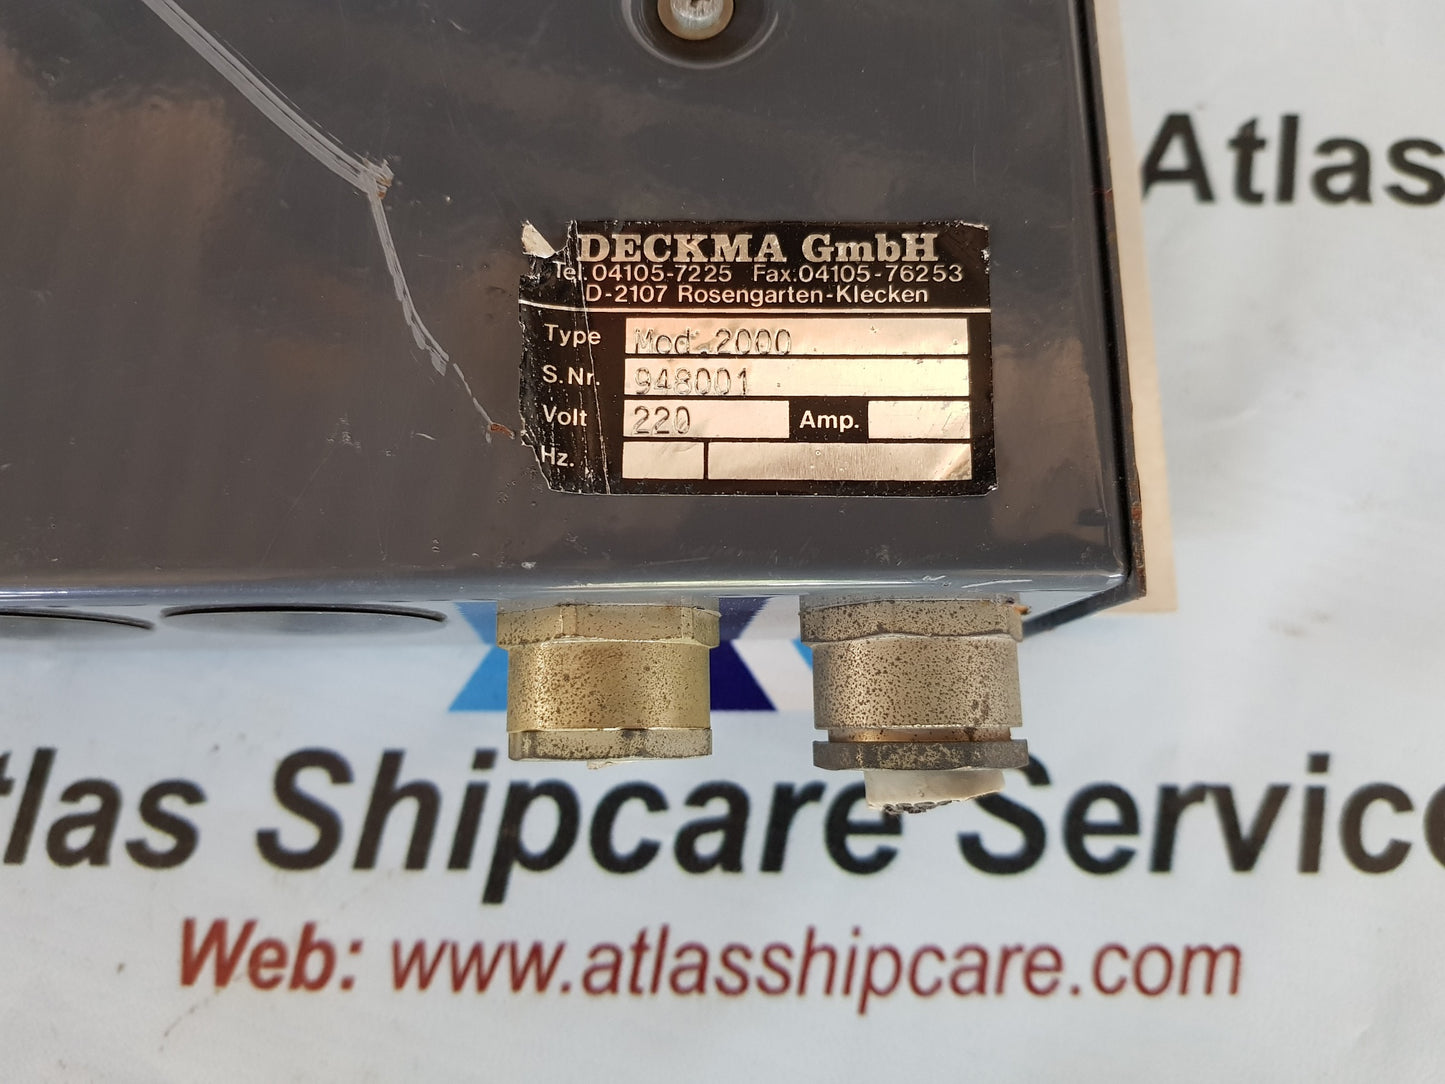 Atlas
DECKMA GmbH
Tel. 04105-7225 Fax.04105-76253
D-2107 Rosengarten-Klecken
Type Mod.2000
S.Nr. 948001
Volt 220 Amp.
Hz.
tlas Shipcare Service
Web: www.atlasshipcare.com